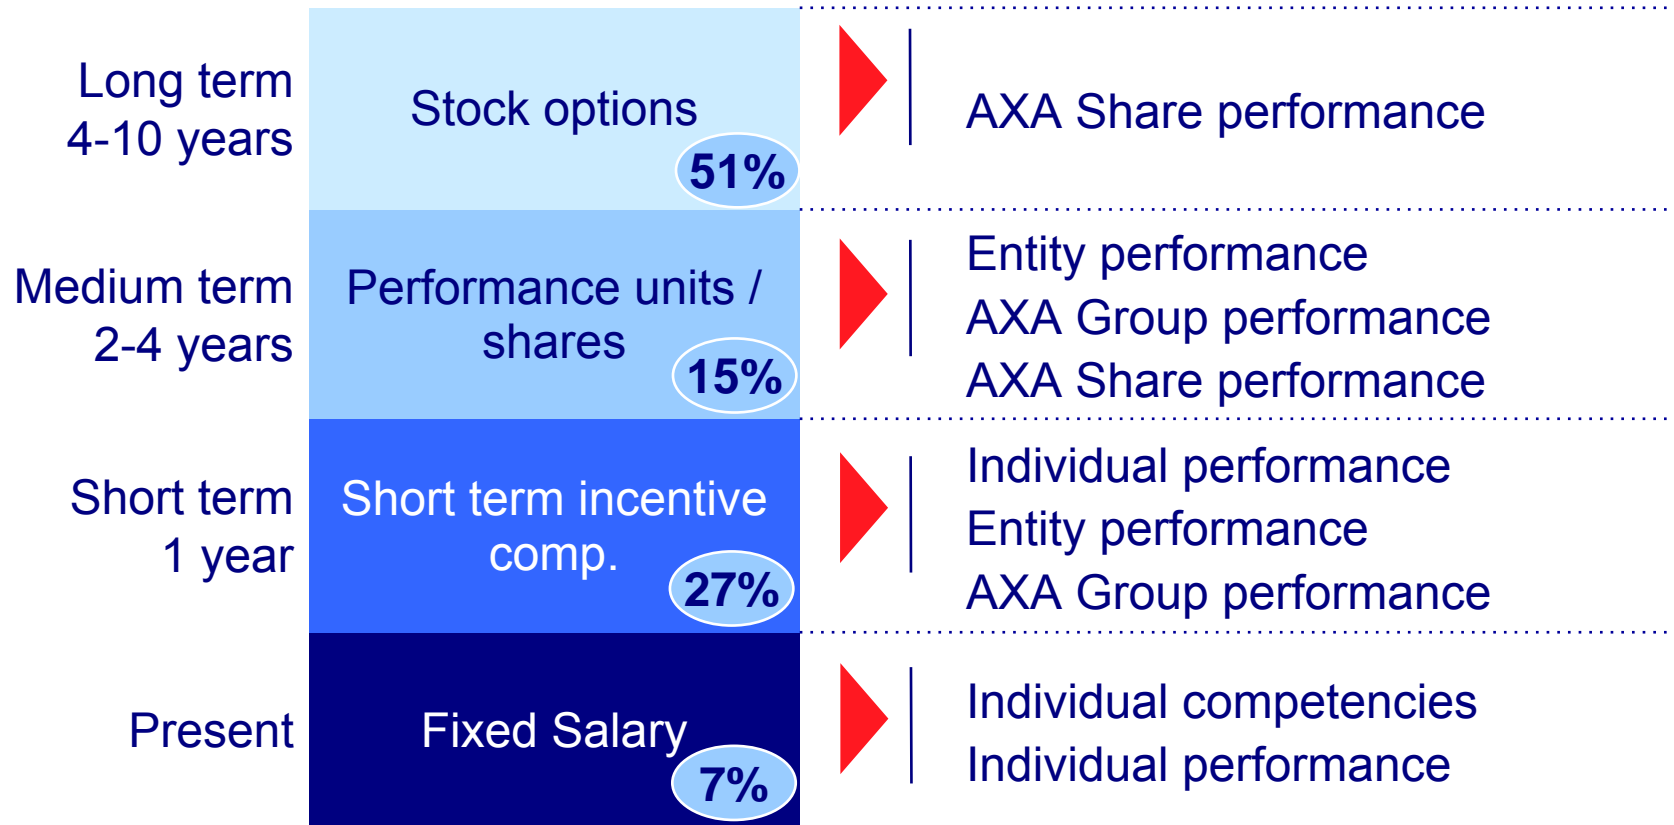 Long term
4-10 years
Stock options
51%
AXA Share performance
Medium term
2-4 years
Performance units /
shares
15%
Entity performance
AXA Group performance
AXA Share performance
Short term
1 year
Short term incentive
comp.
27%
Individual performance
Entity performance
AXA Group performance
Present
Fixed Salary
7%
Individual competencies
Individual performance